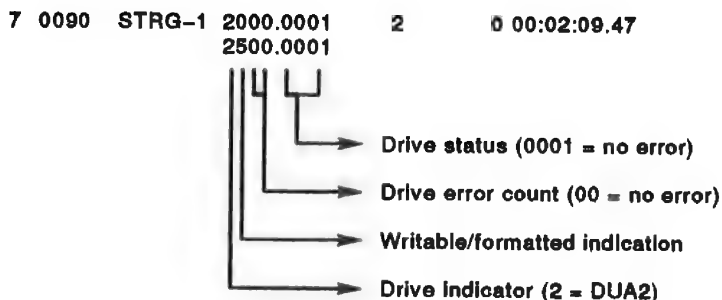 7 0090 STRG-1 2000.0001 2 0 00:02:09.47
2500.0001
Drive status (0001 = no error)
Drive error count (00 = no error)
Writable/formatted indication
Drive indicator (2 = DUA2)